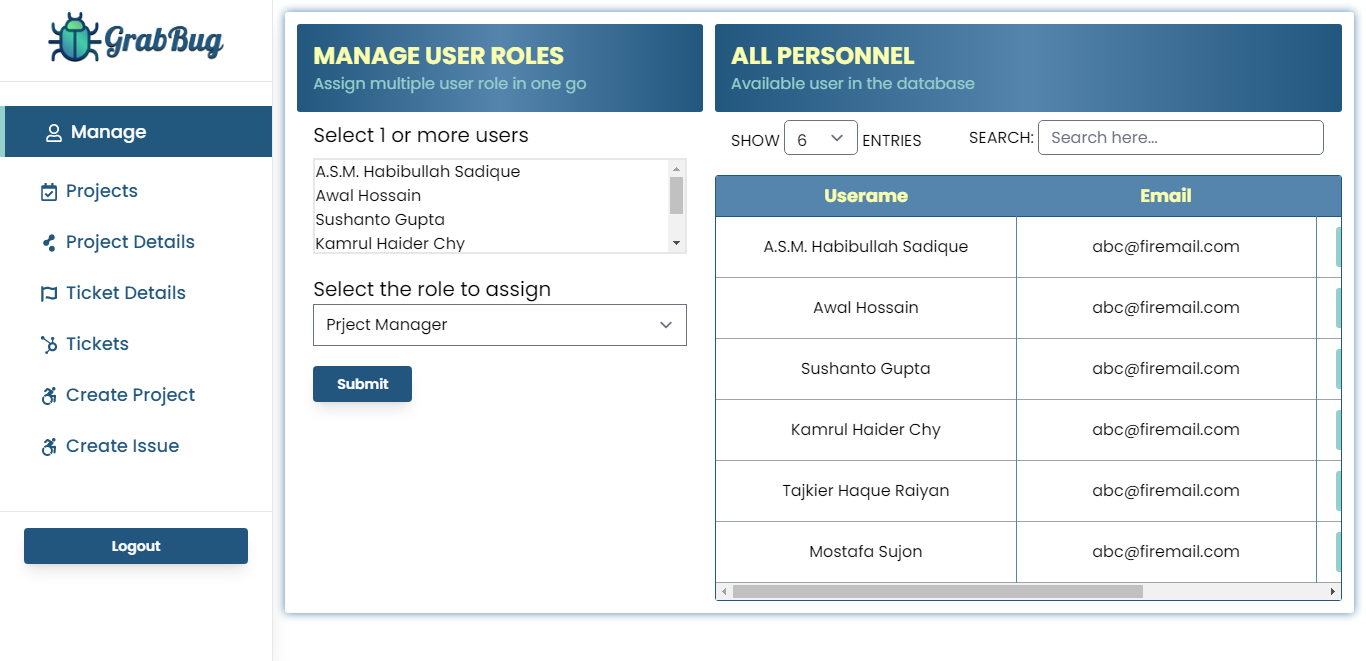 GrabBug
Manage
Projects
Project Details
Ticket Details
Tickets
Create Project
Create Issue
Logout
MANAGE USER ROLES
Assign multiple user role in one go
Select 1 or more users
A.S.M. Habibullah Sadique
Awal Hossain
Sushanto Gupta
Kamrul Haider Chy
Select the role to assign
Prject Manager
Submit
ALL PERSONNEL
Available user in the database
SHOW 6 ENTRIES SEARCH: Search here...
Userame Email
A.S.M. Habibullah Sadique abc@firemail.com
Awal Hossain abc@firemail.com
Sushanto Gupta abc@firemail.com
Kamrul Haider Chy abc@firemail.com
Tajkier Haque Raiyan abc@firemail.com
Mostafa Sujon abc@firemail.com